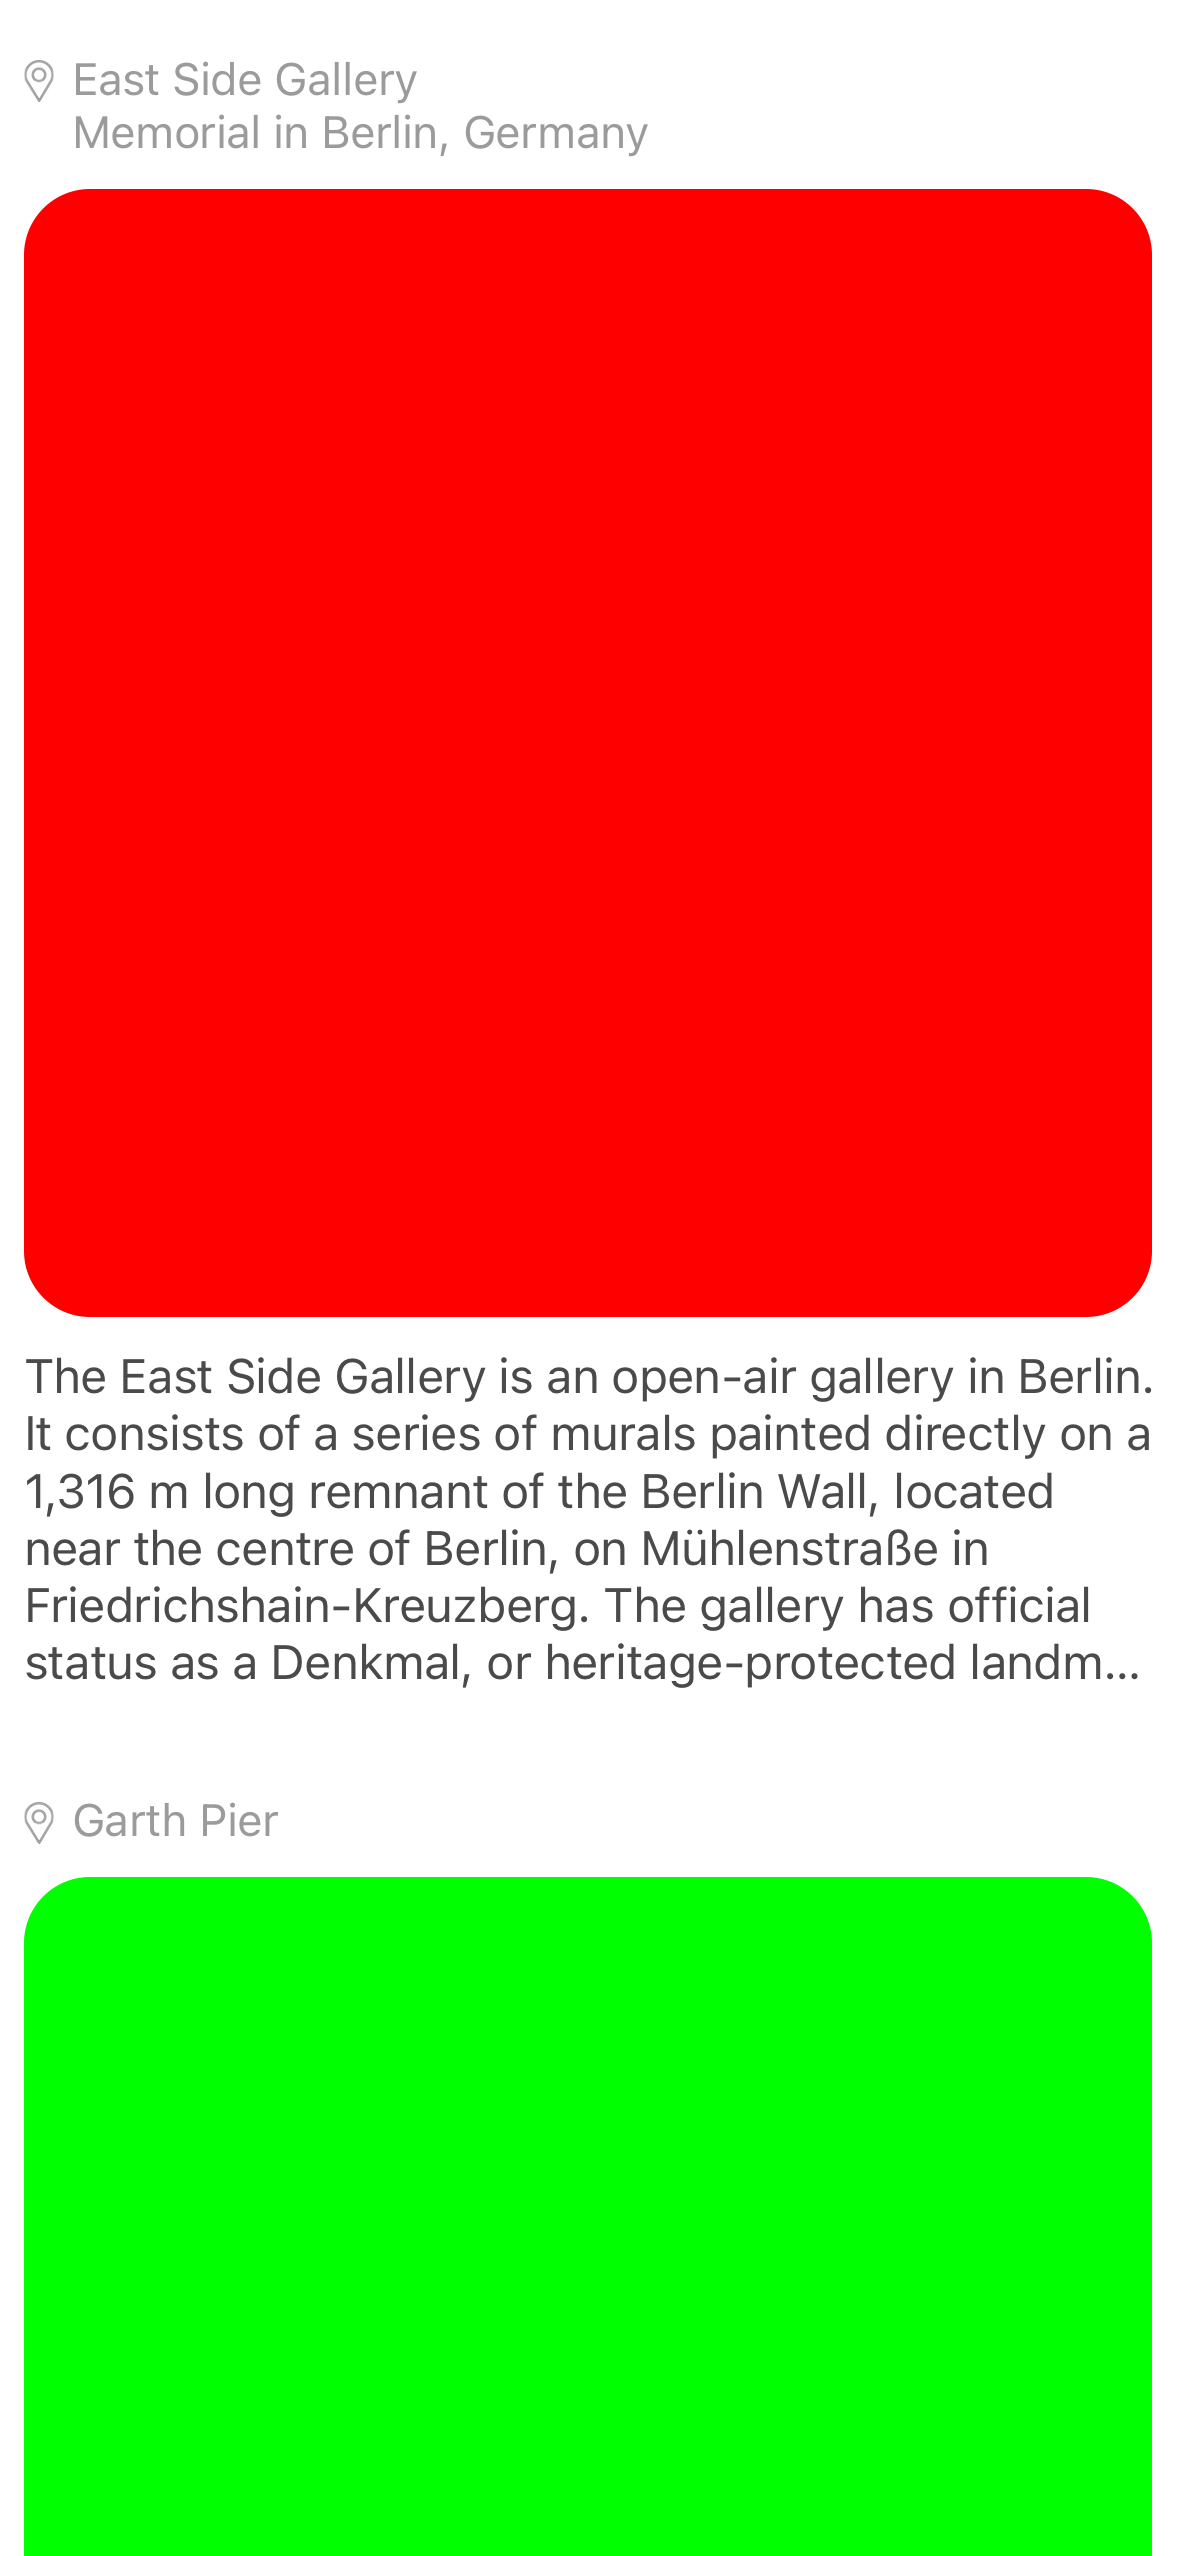 East Side Gallery
Memorial in Berlin, Germany
The East Side Gallery is an open-air gallery in Berlin.
It consists of a series of murals painted directly on a
1,316 m long remnant of the Berlin Wall, located
near the centre of Berlin, on Mühlenstraße in
Friedrichshain-Kreuzberg. The gallery has official
status as a Denkmal, or heritage-protected landm...
Garth Pier